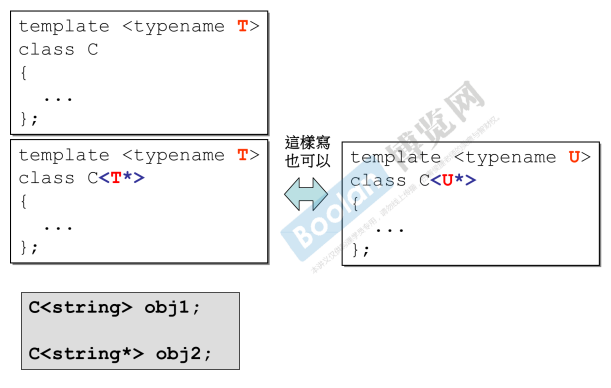 template <typename T>
class C
{
...
};
template <typename T>
class C<T*>
{
...
};
這樣寫
也可以
template <typename U>
class C<U*>
{
...
};
C<string> obj1;
C<string*> obj2;
Boolan 博览网